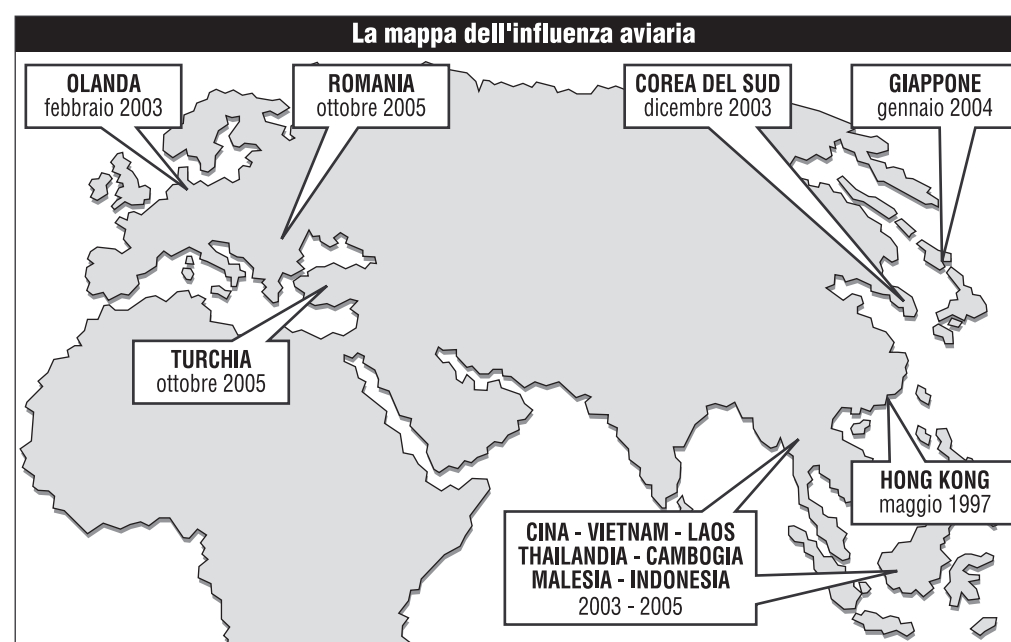 La mappa dell'influenza aviaria
OLANDA
febbraio 2003
ROMANIA
ottobre 2005
COREA DEL SUD
dicembre 2003
GIAPPONE
gennaio 2004
TURCHIA
ottobre 2005
HONG KONG
maggio 1997
CINA - VIETNAM - LAOS
THAILANDIA - CAMBOGIA
MALESIA - INDONESIA
2003 - 2005